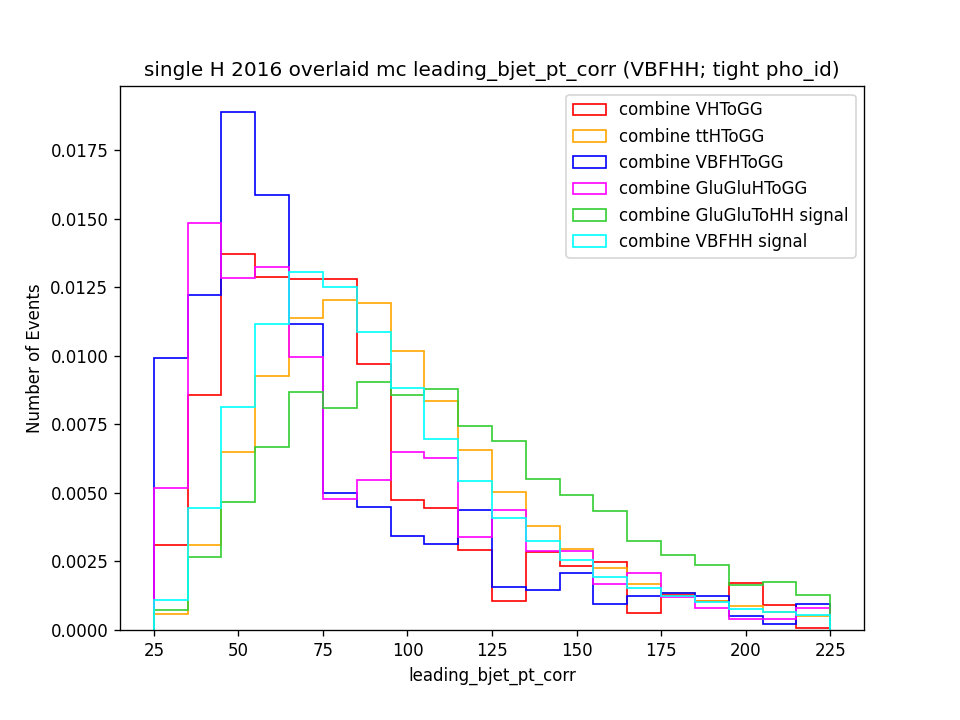 single H 2016 overlaid mc leading_bjet_pt_corr (VBFHH; tight pho_id)
combine VHToGG
combine ttHToGG
combine VBFHToGG
combine GluGluHToGG
combine GluGluToHH signal
combine VBFHH signal
Number of Events
0.0175
0.0150
0.0125
0.0100
0.0075
0.0050
0.0025
0.0000
25 50 75 100 125 150 175 200 225
leading_bjet_pt_corr